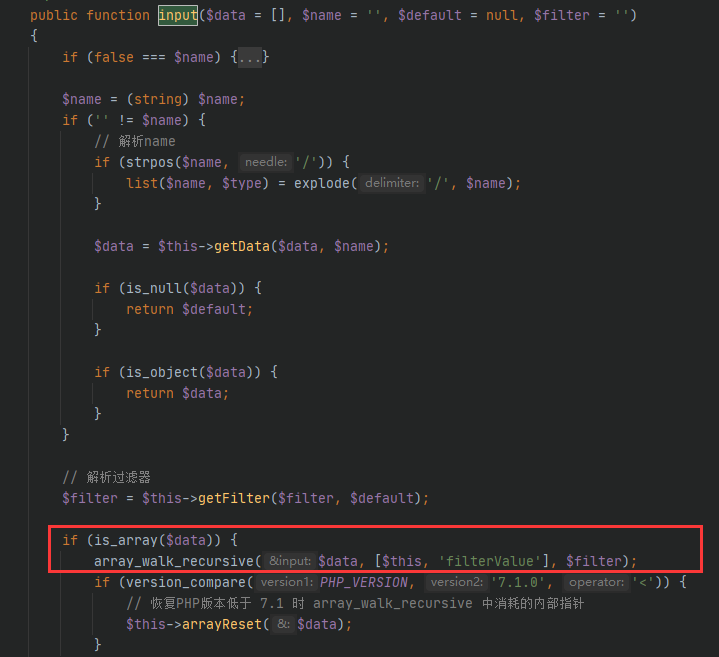 public function input($data = [], $name = '', $default = null, $filter = '')
{
if (false === $name) {...}
$name = (string) $name;
if ('' != $name) {
// 解析name
if (strpos($name, needle: '/')) {
list($name, $type) = explode( delimiter: '/', $name);
}
$data = $this->getData($data, $name);
if (is_null($data)) {
return $default;
}
if (is_object($data)) {
return $data;
}
}
// 解析过滤器
$filter = $this->getFilter($filter, $default);
if (is_array($data)) {
array_walk_recursive( &input: $data, [$this, 'filterValue'], $filter);
if (version_compare( version1: PHP_VERSION, version2: '7.1.0', operator: '<')) {
// 恢复PHP版本低于 7.1 时 array_walk_recursive 中消耗的内部指针
$this->arrayReset( &: $data);
}